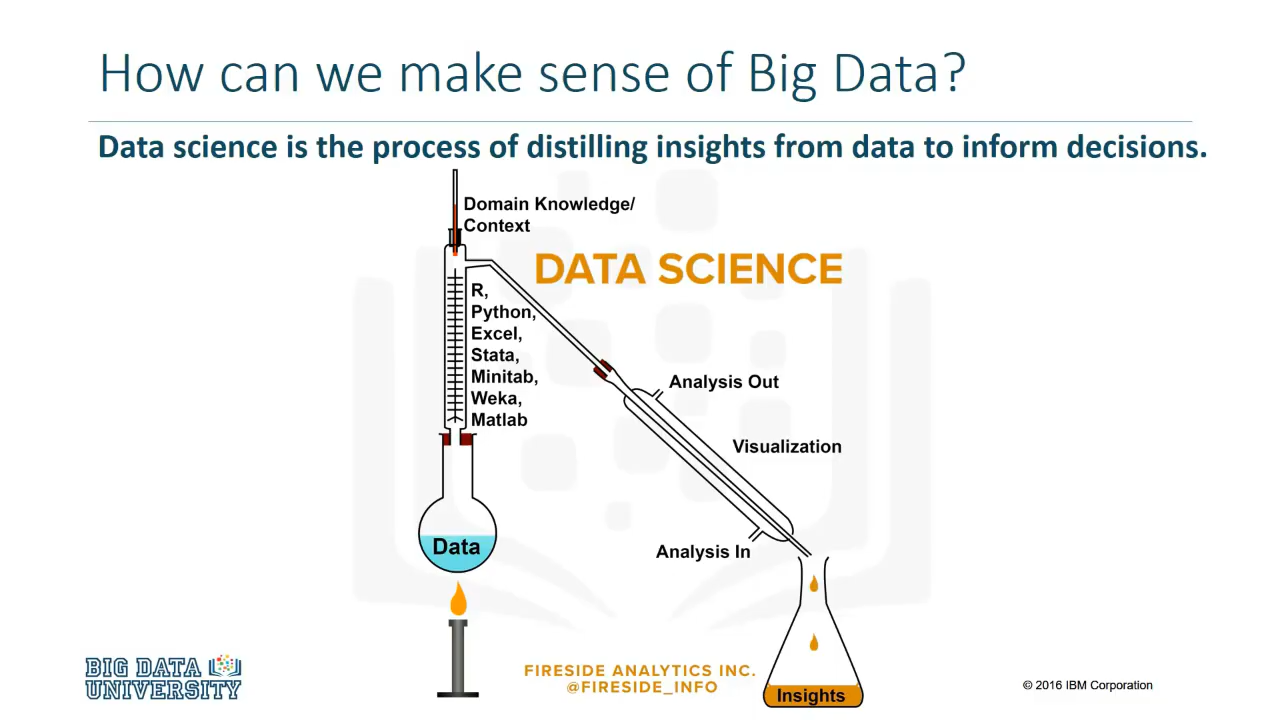 How can we make sense of Big Data?
Data science is the process of distilling insights from data to inform decisions.
Domain Knowledge/
Context
DATA SCIENCE
R,
Python,
Excel,
Stata,
Minitab,
Weka,
Matlab
Analysis Out
Visualization
Data
Analysis In
Insights
BIG DATA
UNIVERSITY
FIRESIDE ANALYTICS INC.
@FIRESIDE_INFO
© 2016 IBM Corporation